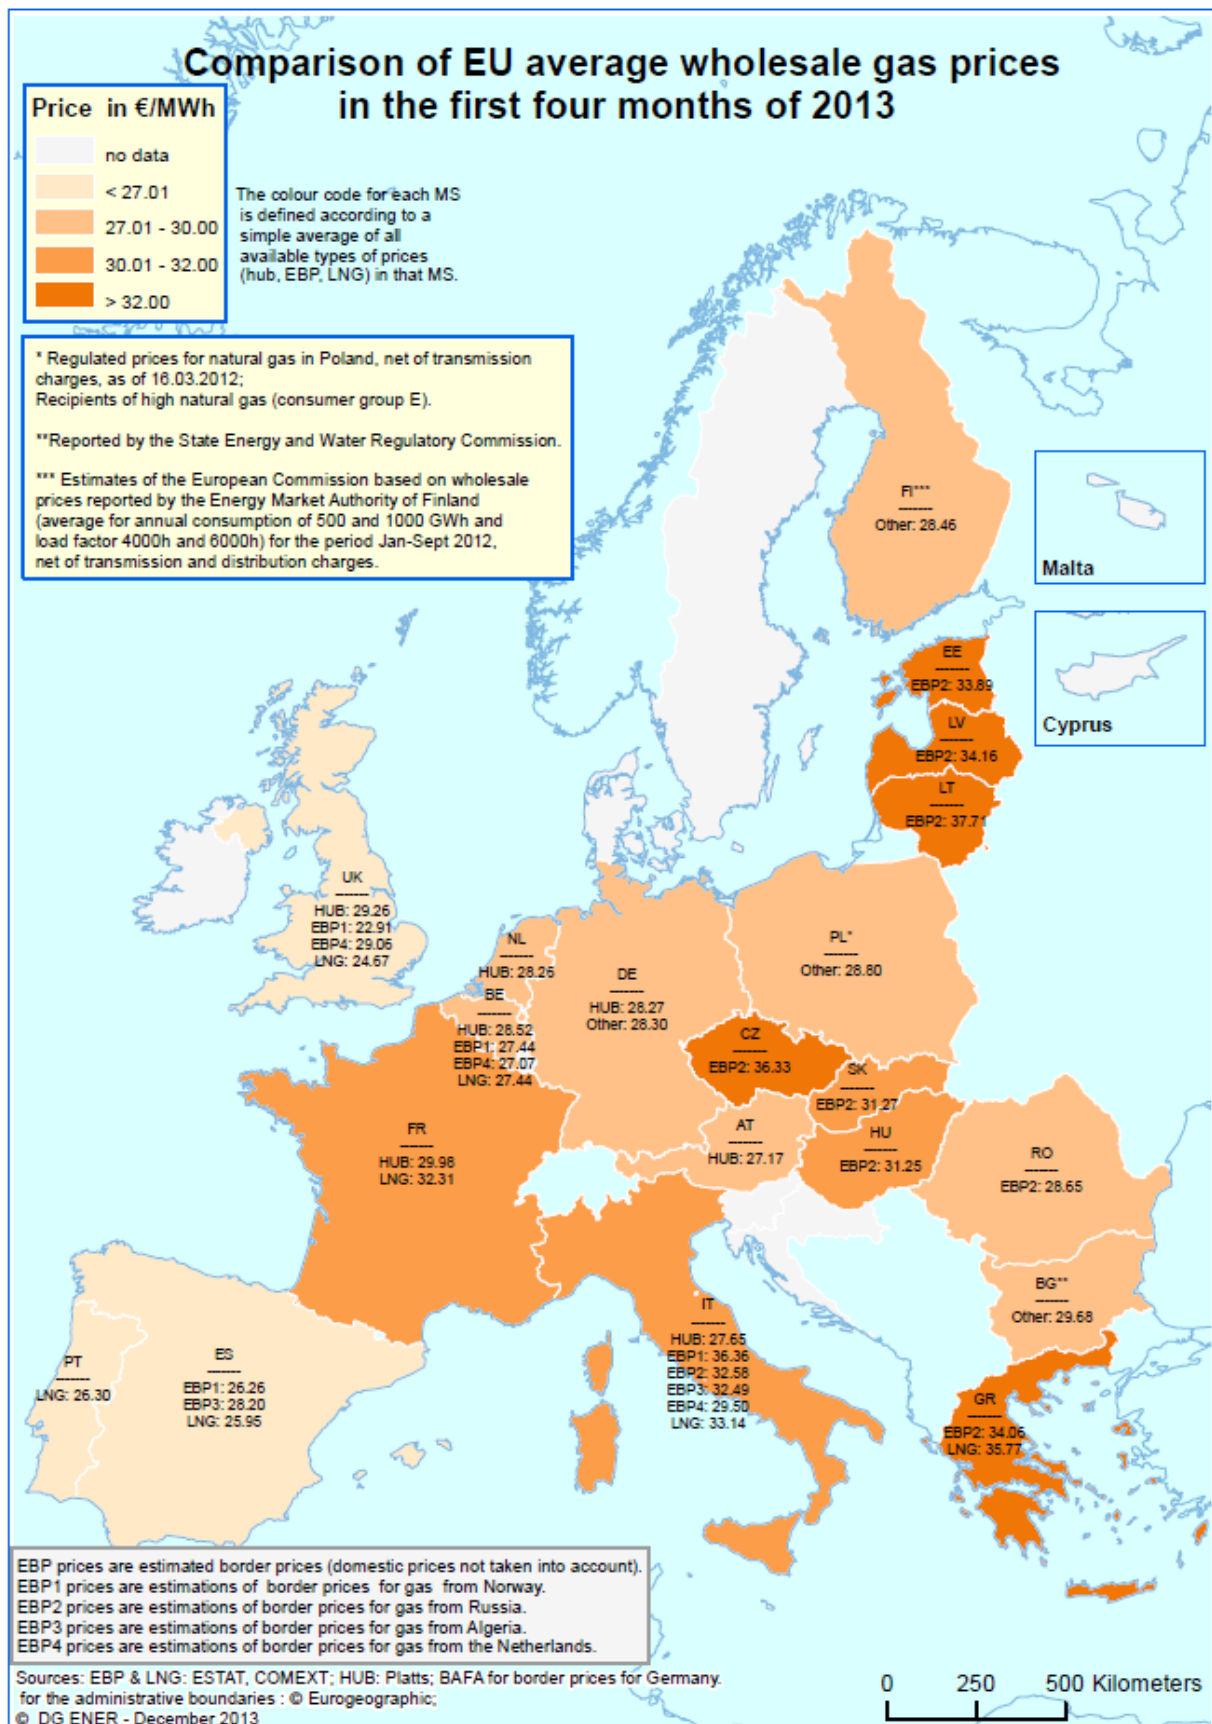 Comparison of EU average wholesale gas prices
in the first four months of 2013
Price in €/MWh
no data
< 27.01
27.01 - 30.00
30.01 - 32.00
> 32.00
The colour code for each MS
is defined according to a
simple average of all
available types of prices
(hub, EBP, LNG) in that MS.
* Regulated prices for natural gas in Poland, net of transmission
charges, as of 16.03.2012;
Recipients of high natural gas (consumer group E).
**Reported by the State Energy and Water Regulatory Commission.
*** Estimates of the European Commission based on wholesale
prices reported by the Energy Market Authority of Finland
(average for annual consumption of 500 and 1000 GWh and
load factor 4000h and 6000h) for the period Jan-Sept 2012,
net of transmission and distribution charges.
FI***
-------
Other: 28.46
Malta
Cyprus
EE
-------
EBP2: 33.89
LV
-------
EBP2: 34.16
LT
-------
EBP2: 37.71
UK
-------
HUB: 29.26
EBP1: 22.91
EBP4: 29.06
LNG: 24.67
NL
-------
HUB: 28.26
BE
-------
HUB: 28.52
EBP1: 27.44
EBP4: 27.07
LNG: 27.44
DE
-------
HUB: 28.27
Other: 28.30
PL*
-------
Other: 28.80
CZ
-------
EBP2: 36.33
SK
-------
EBP2: 31.27
AT
-------
HUB: 27.17
HU
-------
EBP2: 31.25
RO
-------
EBP2: 28.65
FR
-------
HUB: 29.98
LNG: 32.31
BG**
-------
Other: 29.68
IT
-------
HUB: 27.65
EBP1: 36.36
EBP2: 32.58
EBP3: 32.49
EBP4: 29.50
LNG: 33.14
PT
-------
LNG: 26.30
ES
-------
EBP1: 26.26
EBP3: 28.20
LNG: 25.95
GR
-------
EBP2: 34.06
LNG: 35.77
EBP prices are estimated border prices (domestic prices not taken into account).
EBP1 prices are estimations of border prices for gas from Norway.
EBP2 prices are estimations of border prices for gas from Russia.
EBP3 prices are estimations of border prices for gas from Algeria.
EBP4 prices are estimations of border prices for gas from the Netherlands.
Sources: EBP & LNG: ESTAT, COMEXT; HUB: Platts; BAFA for border prices for Germany.
for the administrative boundaries : © Eurogeographic;
© DG ENER - December 2013
0 250 500 Kilometers